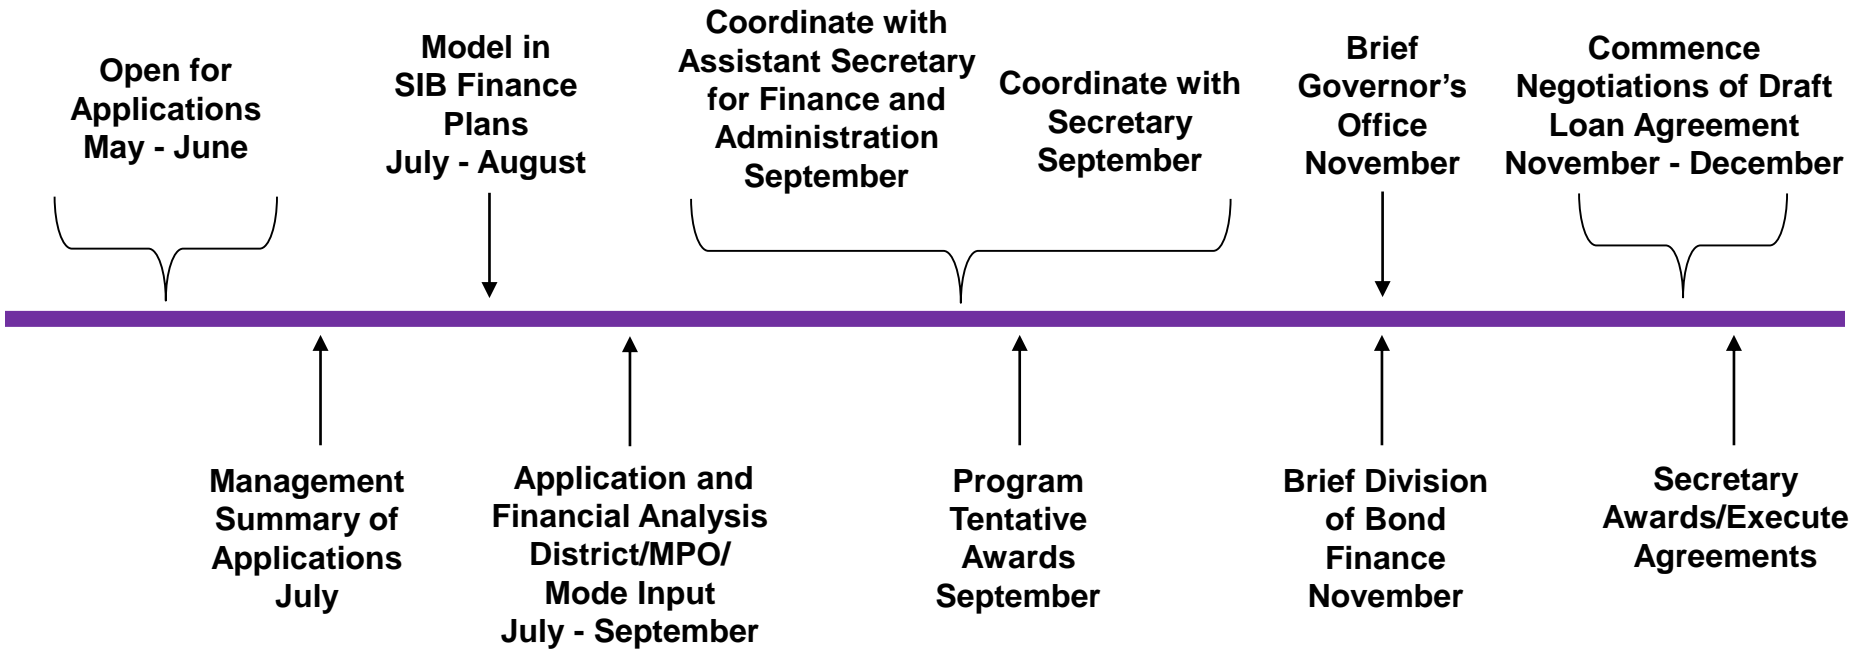 Open for
Applications
May - June
Model in
SIB Finance
Plans
July - August
Coordinate with
Assistant Secretary
for Finance and
Administration
September
Coordinate with
Secretary
September
Brief
Governor’s
Office
November
Commence
Negotiations of Draft
Loan Agreement
November - December
Management
Summary of
Applications
July
Application and
Financial Analysis
District/MPO/
Mode Input
July - September
Program
Tentative
Awards
September
Brief Division
of Bond
Finance
November
Secretary
Awards/Execute
Agreements